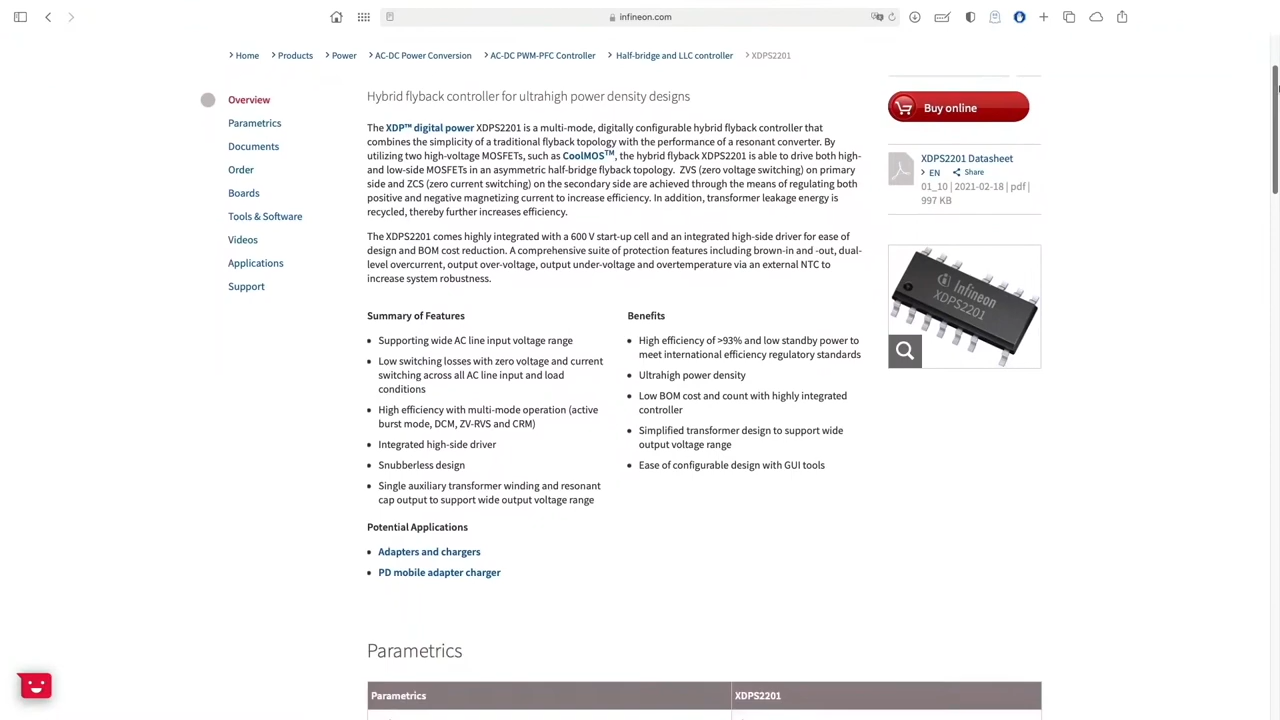 infineon.com
Home
Products
Power
AC-DC Power Conversion
AC-DC PWM-PFC Controller
Half-bridge and LLC controller
XDPS2201
Overview
Parametrics
Documents
Order
Boards
Tools & Software
Videos
Applications
Support
Hybrid flyback controller for ultrahigh power density designs
The XDP™ digital power XDPS2201 is a multi-mode, digitally configurable hybrid flyback controller that
combines the simplicity of a traditional flyback topology with the performance of a resonant converter. By
utilizing two high-voltage MOSFETs, such as CoolMOS™, the hybrid flyback XDPS2201 is able to drive both high-
and low-side MOSFETs in an asymmetric half-bridge flyback topology. ZVS (zero voltage switching) on primary
side and ZCS (zero current switching) on the secondary side are achieved through the means of regulating both
positive and negative magnetizing current to increase efficiency. In addition, transformer leakage energy is
recycled, thereby further increases efficiency.
The XDPS2201 comes highly integrated with a 600 V start-up cell and an integrated high-side driver for ease of
design and BOM cost reduction. A comprehensive suite of protection features including brown-in and -out, dual-
level overcurrent, output over-voltage, output under-voltage and overtemperature via an external NTC to
increase system robustness.
Summary of Features
Supporting wide AC line input voltage range
Low switching losses with zero voltage and current
switching across all AC line input and load
conditions
High efficiency with multi-mode operation (active
burst mode, DCM, ZV-RVS and CRM)
Integrated high-side driver
Snubberless design
Single auxiliary transformer winding and resonant
cap output to support wide output voltage range
Benefits
High efficiency of >93% and low standby power to
meet international efficiency regulatory standards
Ultrahigh power density
Low BOM cost and count with highly integrated
controller
Simplified transformer design to support wide
output voltage range
Ease of configurable design with GUI tools
Potential Applications
Adapters and chargers
PD mobile adapter charger
Buy online
XDPS2201 Datasheet
EN Share
01_10 | 2021-02-18 | pdf |
997 KB
Infineon
XDPS2201
Parametrics
Parametrics XDPS2201